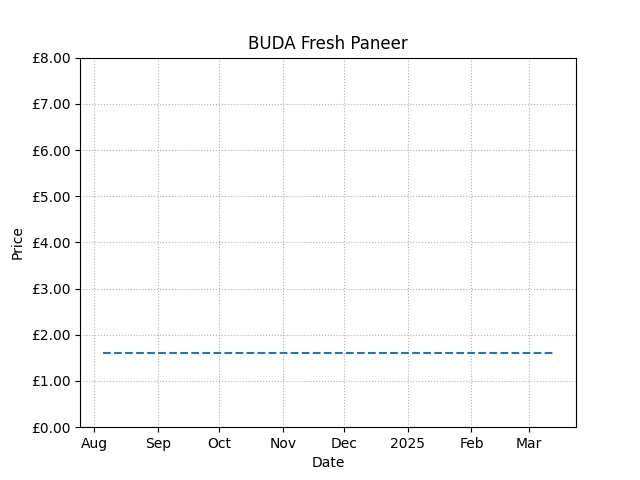 BUDA Fresh Paneer
£8.00
£7.00
£6.00
£5.00
£4.00
£3.00
£2.00
£1.00
£0.00
Price
Aug Sep Oct Nov Dec 2025 Feb Mar
Date